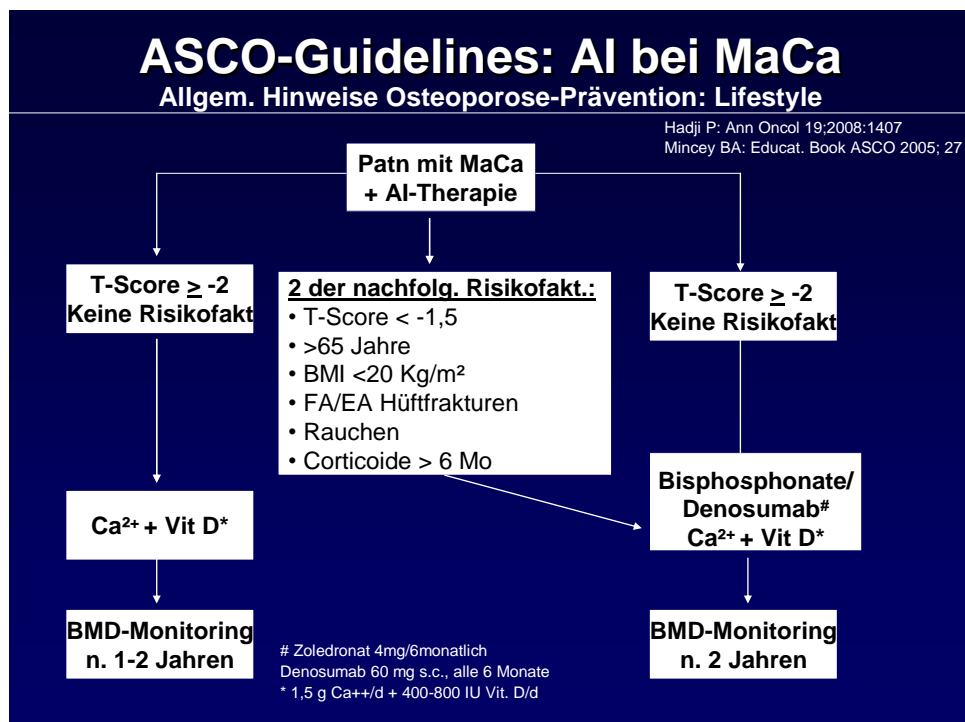 ASCO-Guidelines: AI bei MaCa
Allgem. Hinweise Osteoporose-Prävention: Lifestyle
Hadji P: Ann Oncol 19;2008:1407
Mincey BA: Educat. Book ASCO 2005; 27
Patn mit MaCa
+ AI-Therapie
T-Score ≥ -2
Keine Risikofakt
2 der nachfolg. Risikofakt.:
• T-Score < -1,5
• >65 Jahre
• BMI <20 Kg/m²
• FA/EA Hüftfrakturen
• Rauchen
• Corticoide > 6 Mo
T-Score ≥ -2
Keine Risikofakt
Ca²⁺ + Vit D*
Bisphosphonate/
Denosumab#
Ca²⁺ + Vit D*
BMD-Monitoring
n. 1-2 Jahren
# Zoledronat 4mg/6monatlich
Denosumab 60 mg s.c., alle 6 Monate
* 1,5 g Ca++/d + 400-800 IU Vit. D/d
BMD-Monitoring
n. 2 Jahren